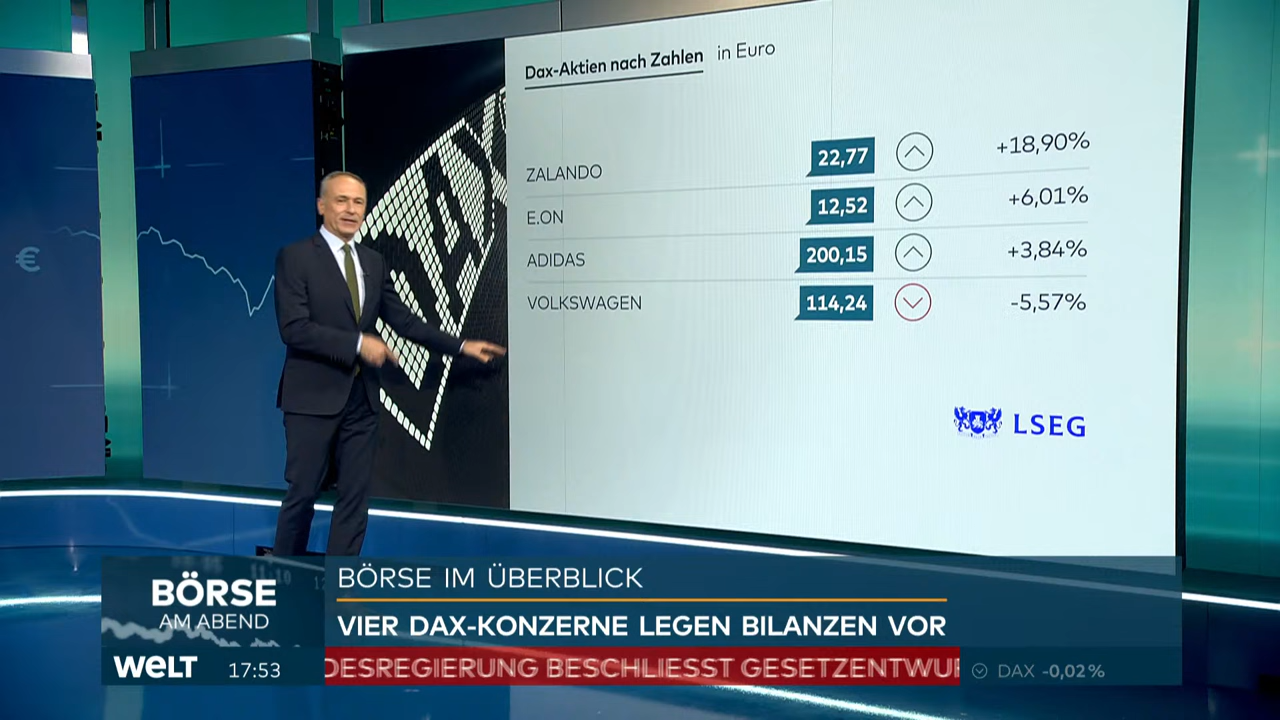 Dax-Aktien nach Zahlen in Euro
ZALANDO 22,77 +18,90%
E.ON 12,52 +6,01%
ADIDAS 200,15 +3,84%
VOLKSWAGEN 114,24 -5,57%
€
LSEG
BÖRSE AM ABEND
BÖRSE IM ÜBERBLICK
VIER DAX-KONZERNE LEGEN BILANZEN VOR
welt 17:53
DESREGIERUNG BESCHLIESST GESETZENTWU
DAX -0,02%